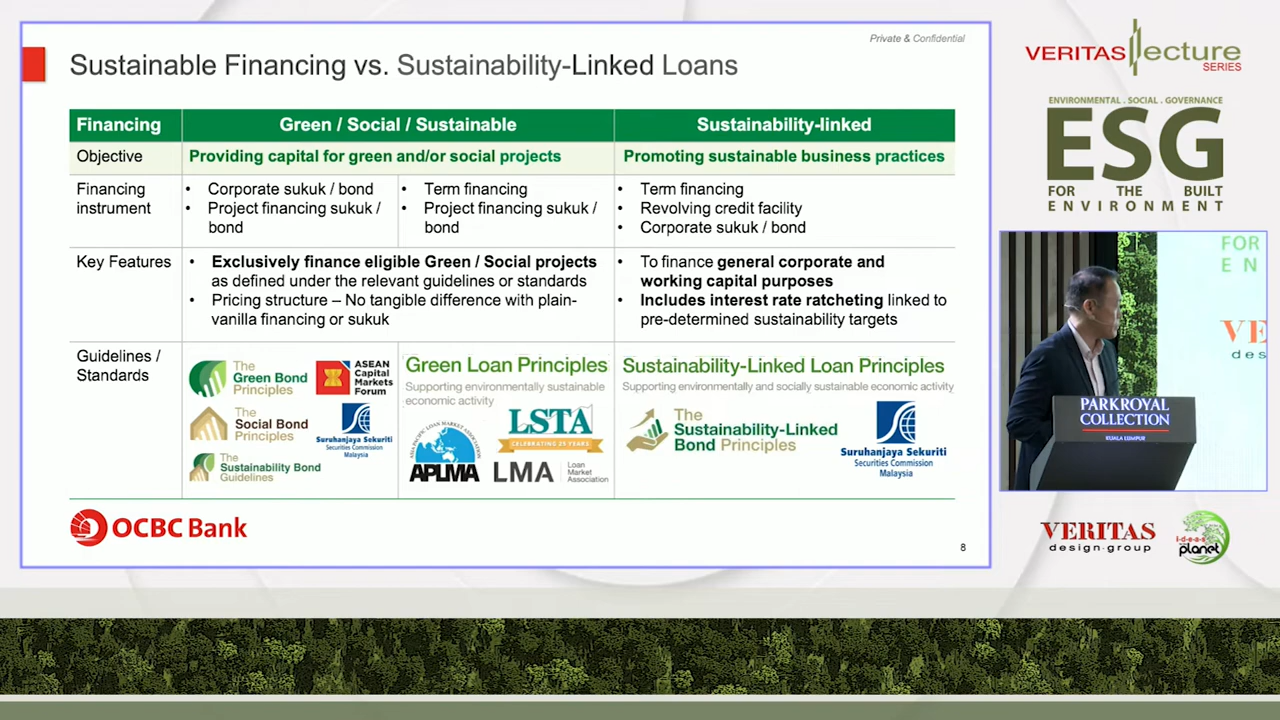 Private & Confidential
Sustainable Financing vs. Sustainability-Linked Loans
Financing
Green / Social / Sustainable
Sustainability-linked
Objective
Providing capital for green and/or social projects
Promoting sustainable business practices
Financing
instrument
• Corporate sukuk / bond
• Project financing sukuk /
bond
• Term financing
• Project financing sukuk /
bond
• Term financing
• Revolving credit facility
• Corporate sukuk / bond
Key Features
• Exclusively finance eligible Green / Social projects
as defined under the relevant guidelines or standards
• Pricing structure – No tangible difference with plain-
vanilla financing or sukuk
• To finance general corporate and
working capital purposes
• Includes interest rate ratcheting linked to
pre-determined sustainability targets
Guidelines /
Standards
The
Green Bond
Principles
ASEAN
Capital
Markets
Forum
The
Social Bond
Principles
Suruhanjaya Sekuriti
Securities Commission
Malaysia
The
Sustainability Bond
Guidelines
Green Loan Principles
Supporting environmentally sustainable
economic activity
LSTA
CELEBRATING 25 YEARS
ASIA PACIFIC LOAN MARKET ASSOCIATION
APLMA
LMA
Loan
Market
Association
Sustainability-Linked Loan Principles
Supporting environmentally and socially sustainable economic activity
The
Sustainability-Linked
Bond Principles
Suruhanjaya Sekuriti
Securities Commission
Malaysia
OCBC Bank
8
VERITAS lecture
SERIES
ENVIRONMENTAL . SOCIAL . GOVERNANCE
ESG
FOR THE BUILT
ENVIRONMENT
FOR
E N
VE
des
PARKROYAL
COLLECTION
KUALA LUMPUR
VERITAS
design·group
i·d·e·a·s
planet